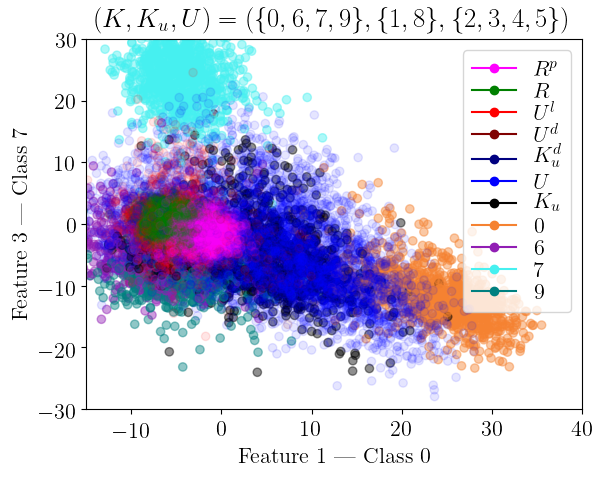 (K, K_u, U) = ({0, 6, 7, 9}, {1, 8}, {2, 3, 4, 5})
30
20
10
0
−10
−20
−30
Feature 3 — Class 7
R^p
R
U^l
U^d
K_u^d
U
K_u
0
6
7
9
−10 0 10 20 30 40
Feature 1 — Class 0